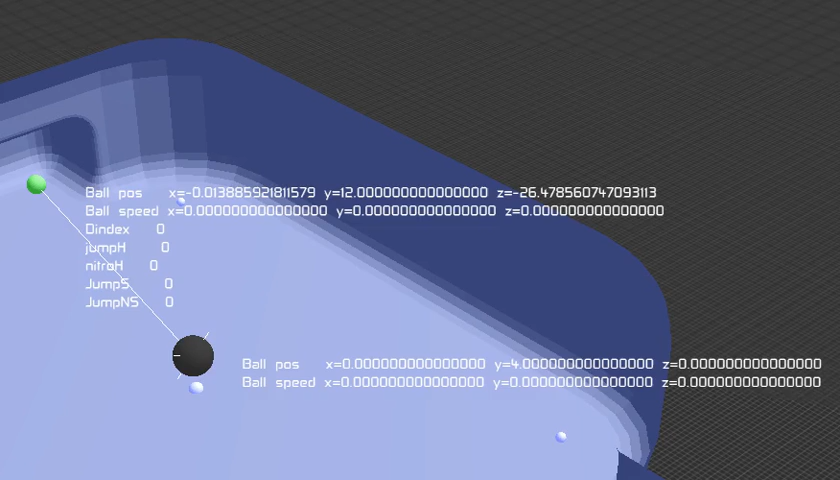 Ball pos x=-0.013885921811579 y=12.000000000000000 z=-26.478560747093113
Ball speed x=0.000000000000000 y=0.000000000000000 z=0.000000000000000
Dindex 0
jumpH 0
nitroH 0
JumpS 0
JumpNS 0
Ball pos x=0.000000000000000 y=4.000000000000000 z=0.000000000000000
Ball speed x=0.000000000000000 y=0.000000000000000 z=0.000000000000000